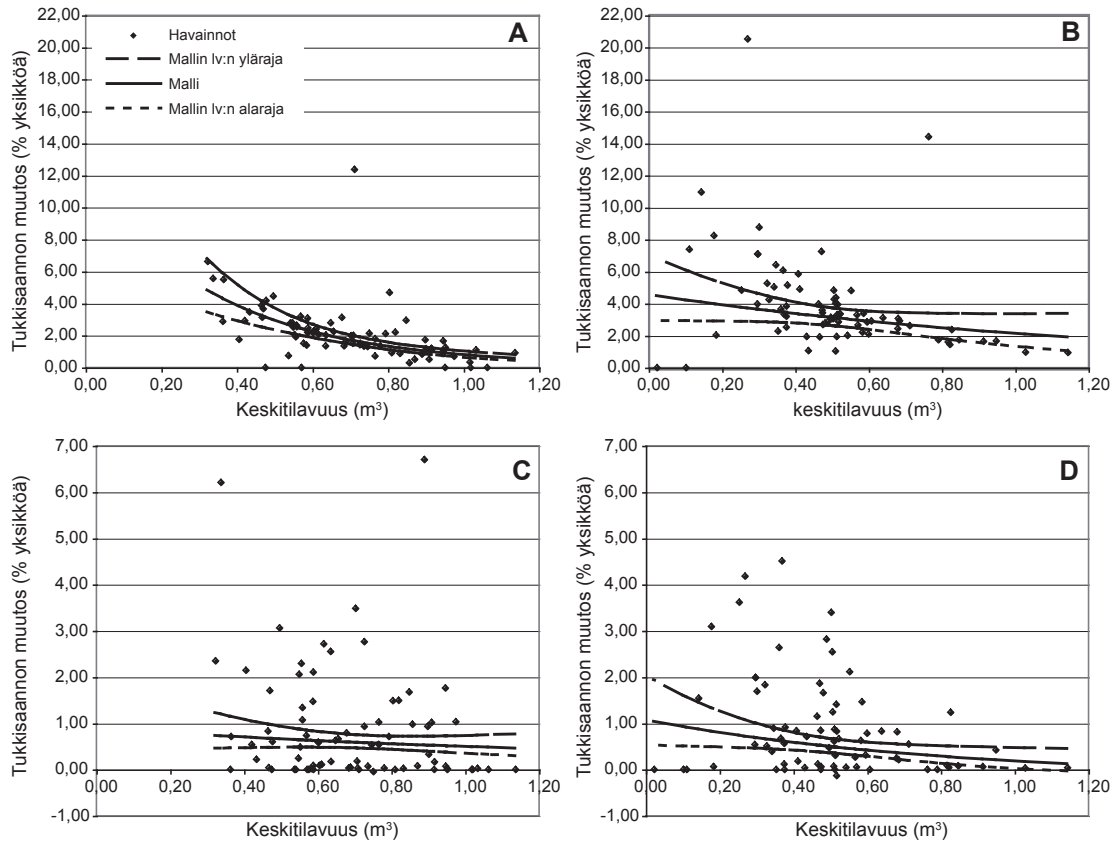 22,00
20,00
18,00
16,00
14,00
12,00
10,00
8,00
6,00
4,00
2,00
0,00
Tukkisaannon muutos (% yksikköä)
A
Havainnot
Mallin lv:n yläraja
Malli
Mallin lv:n alaraja
0,00 0,20 0,40 0,60 0,80 1,00 1,20
Keskitilavuus (m³)
22,00
20,00
18,00
16,00
14,00
12,00
10,00
8,00
6,00
4,00
2,00
0,00
Tukkisaannon muutos (% yksikköä)
B
0,00 0,20 0,40 0,60 0,80 1,00 1,20
keskitilavuus (m³)
7,00
6,00
5,00
4,00
3,00
2,00
1,00
0,00
-1,00
Tukkisaannon muutos (% yksikköä)
C
0,00 0,20 0,40 0,60 0,80 1,00 1,20
Keskitilavuus (m³)
7,00
6,00
5,00
4,00
3,00
2,00
1,00
0,00
-1,00
Tukkisaannon muutos (% yksikköä)
D
0,00 0,20 0,40 0,60 0,80 1,00 1,20
Keskitilavuus (m³)